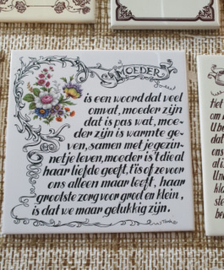 MOEDER
is een woord dat veel
omvat, moeder zijn
dat is pas wat, moe-
der zijn is warmte ge-
ven, samen met je gezin-
netje leven, moeder is 't die al
haar liefde geeft, 't is of ze voor
ons alleen maar leeft, haar
grootste zorg voor groot en klein,
is dat we maar gelukkig zijn.